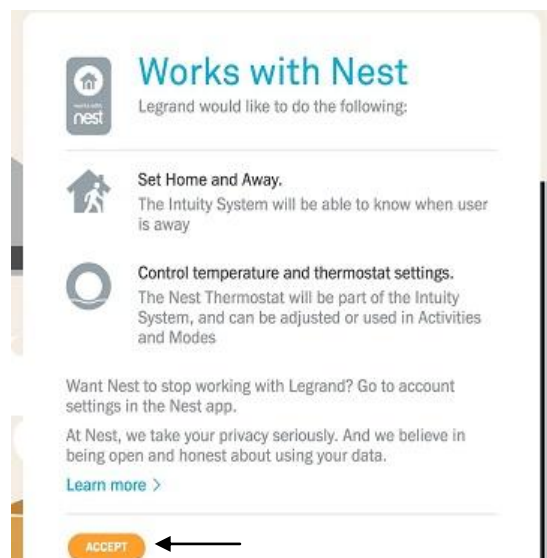 Works with Nest
works with
nest
Legrand would like to do the following:
Set Home and Away.
The Intuity System will be able to know when user
is away
Control temperature and thermostat settings.
The Nest Thermostat will be part of the Intuity
System, and can be adjusted or used in Activities
and Modes
Want Nest to stop working with Legrand? Go to account
settings in the Nest app.
At Nest, we take your privacy seriously. And we believe in
being open and honest about using your data.
Learn more >
ACCEPT